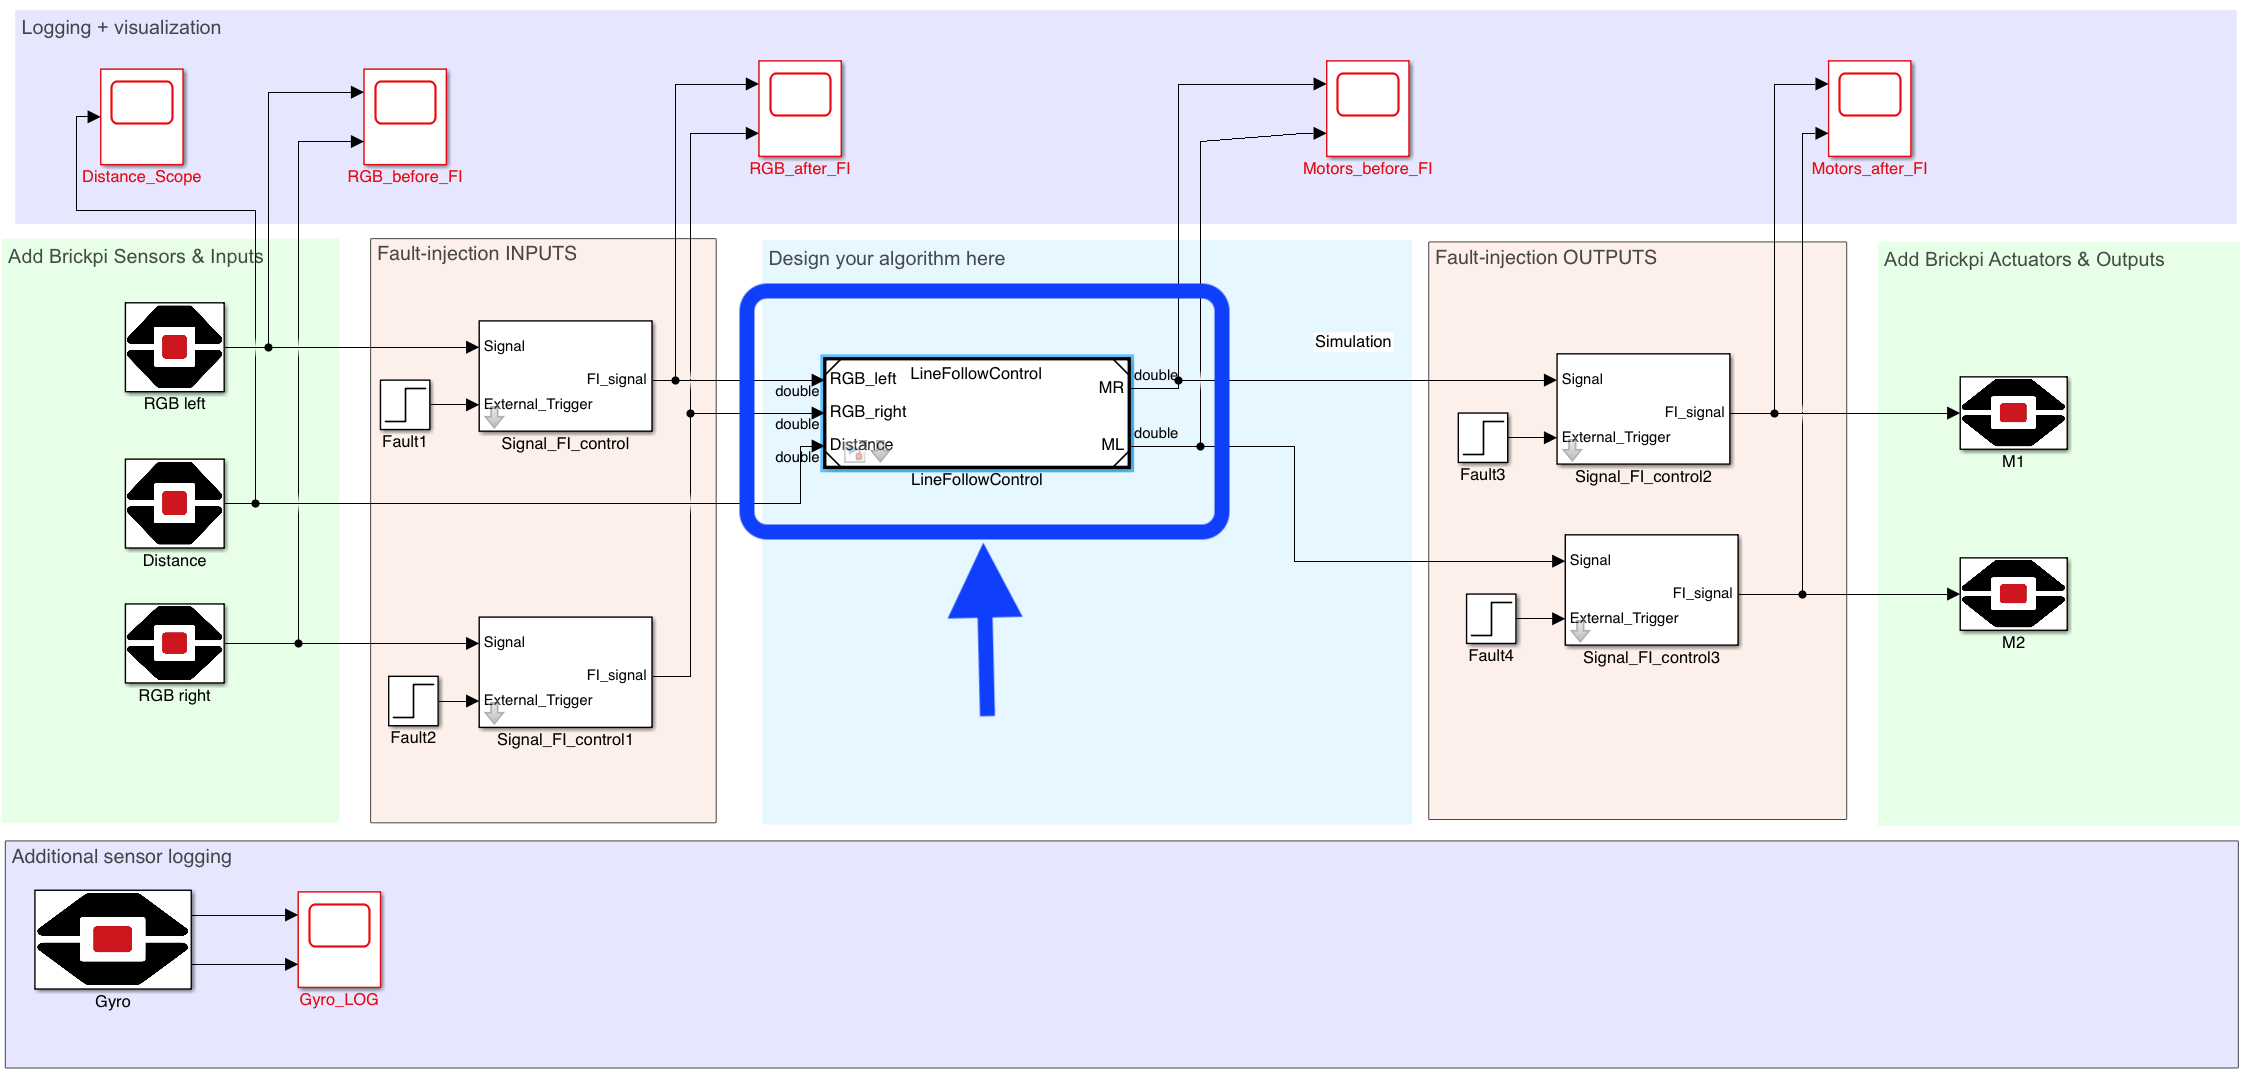 Logging + visualization
Distance_Scope
RGB_before_FI
RGB_after_FI
Motors_before_FI
Motors_after_FI
Add Brickpi Sensors & Inputs
RGB left
Distance
RGB right
Fault-injection INPUTS
Signal
FI_signal
External_Trigger
Fault1
Signal_FI_control
Signal
FI_signal
External_Trigger
Fault2
Signal_FI_control1
Design your algorithm here
Simulation
LineFollowControl
RGB_left
MR
double
double
RGB_right
double
Distance
ML
double
double
LineFollowControl
Fault-injection OUTPUTS
Signal
FI_signal
External_Trigger
Fault3
Signal_FI_control2
Signal
FI_signal
External_Trigger
Fault4
Signal_FI_control3
Add Brickpi Actuators & Outputs
M1
M2
Additional sensor logging
Gyro
Gyro_LOG